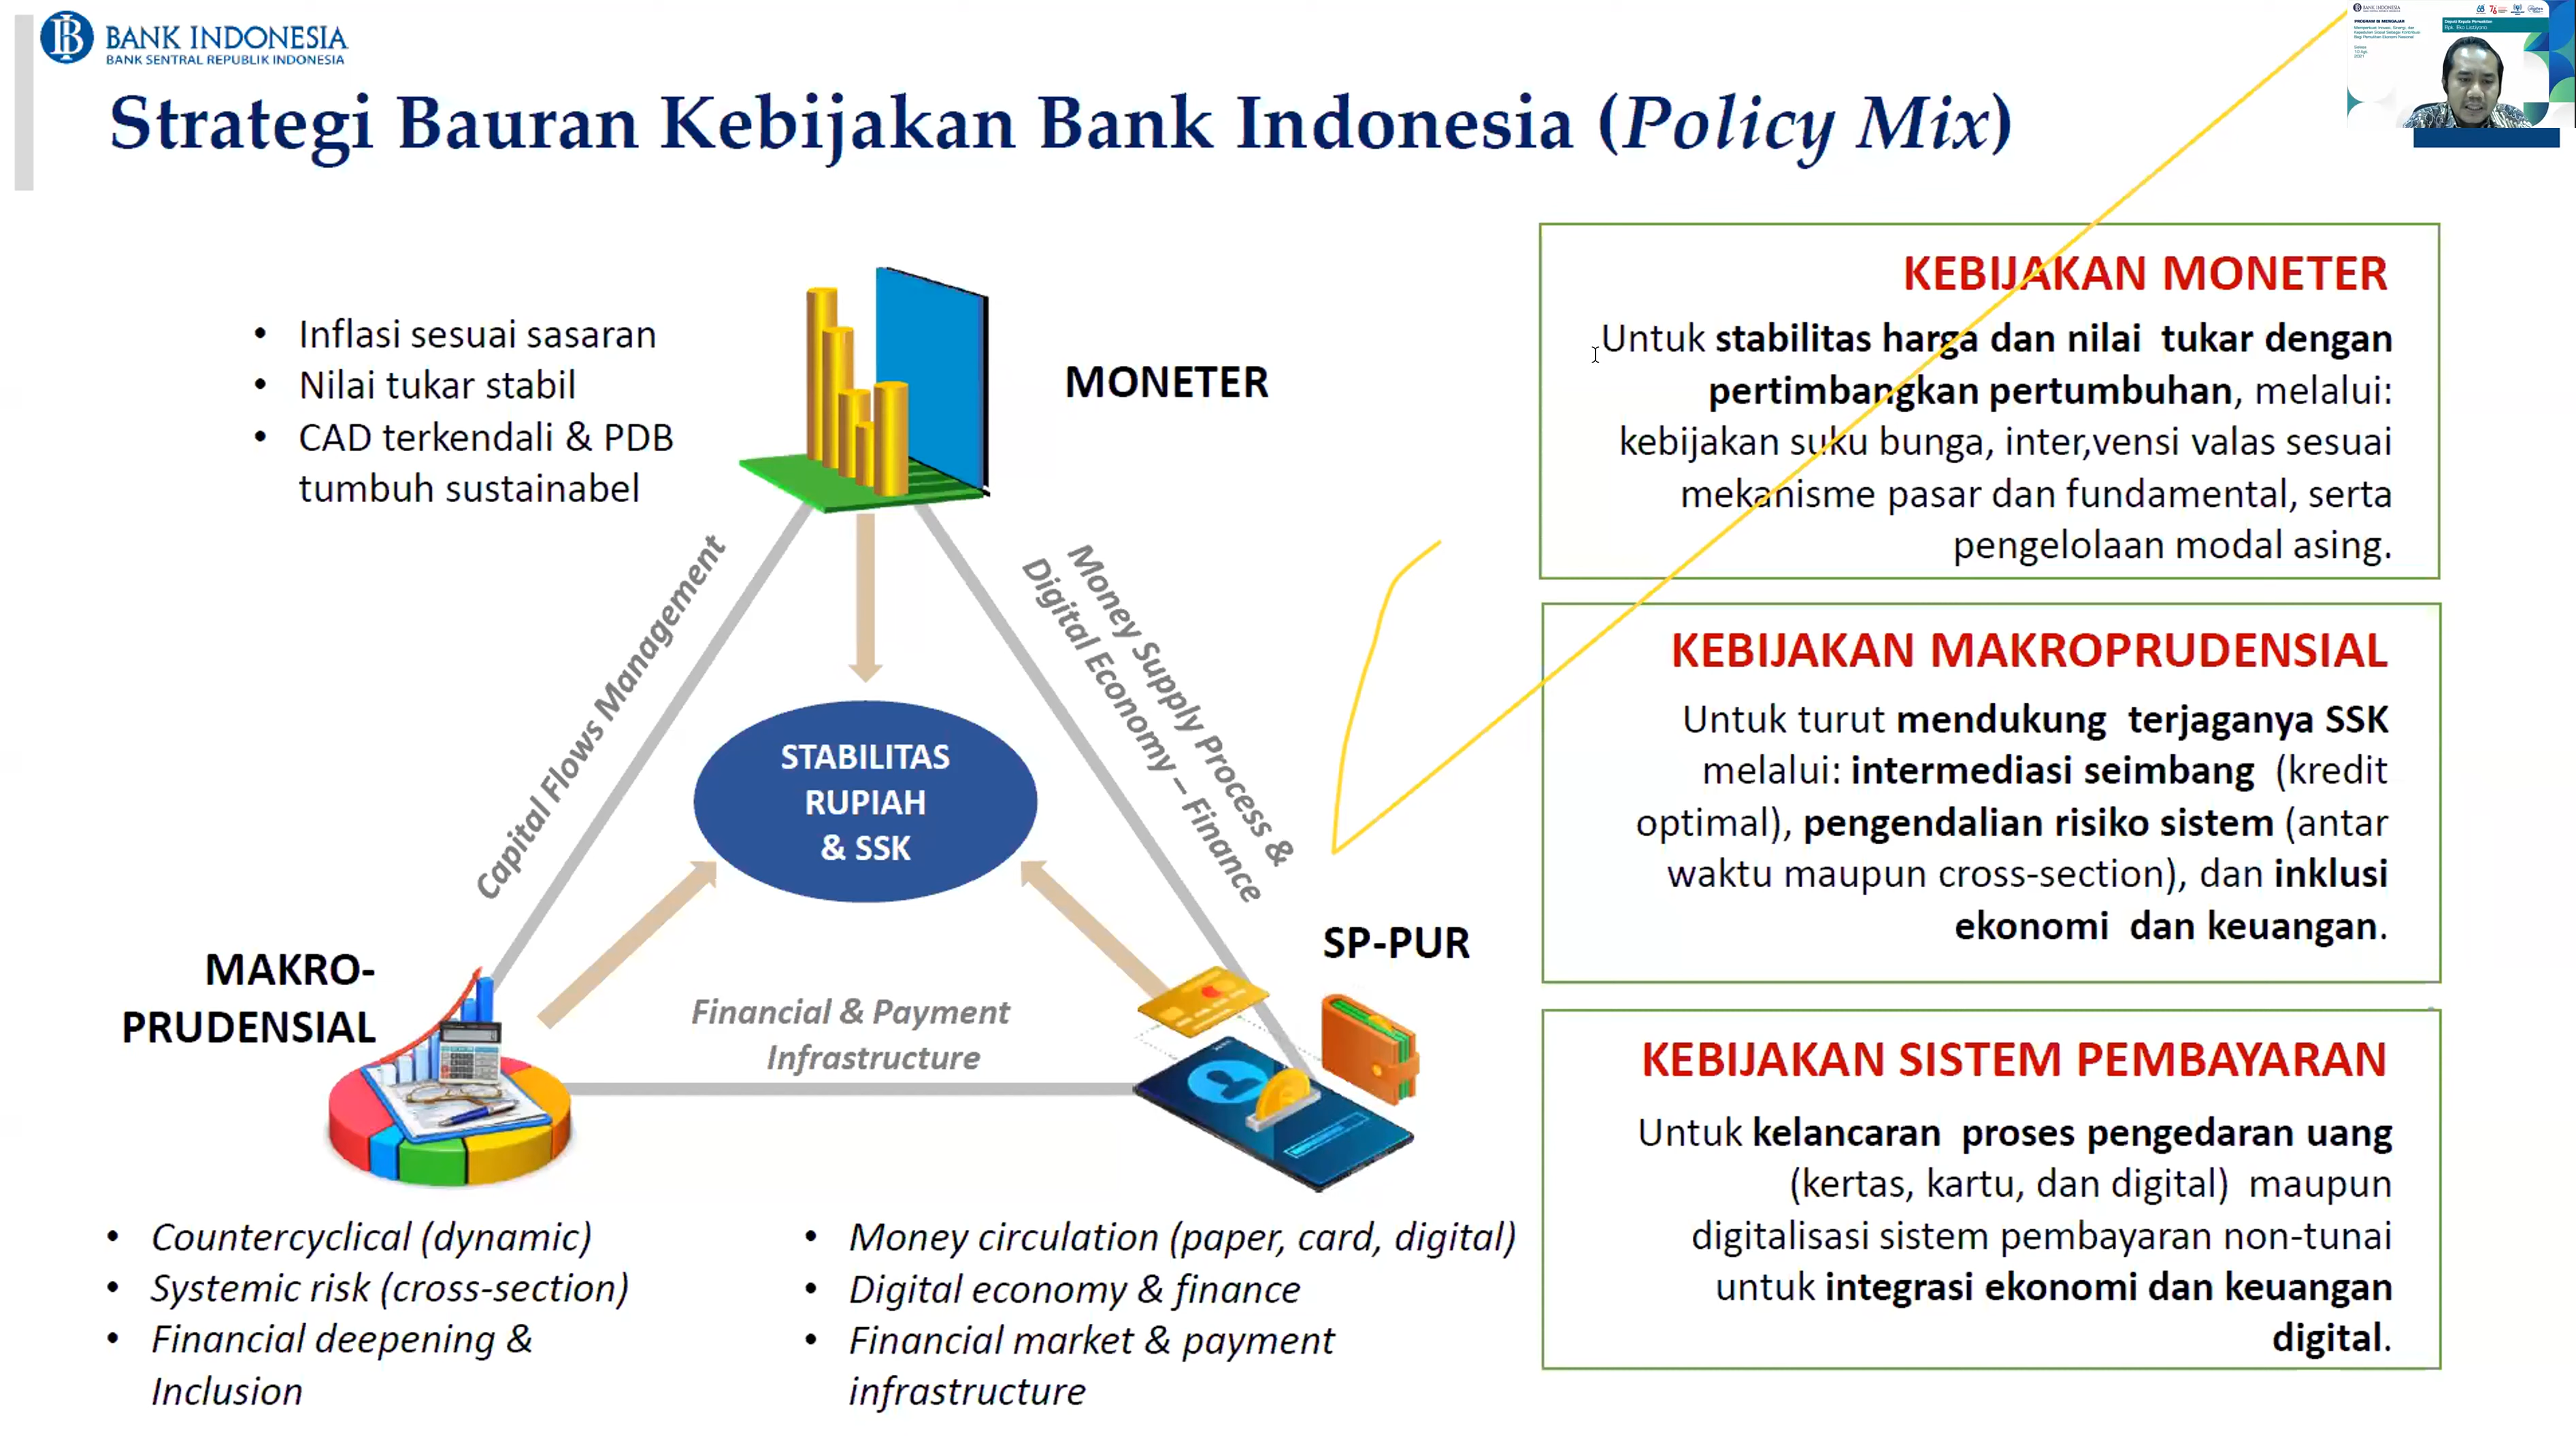 BANK INDONESIA
BANK SENTRAL REPUBLIK INDONESIA
Strategi Bauran Kebijakan Bank Indonesia (Policy Mix)
• Inflasi sesuai sasaran
• Nilai tukar stabil
• CAD terkendali & PDB
tumbuh sustainabel
MONETER
Capital Flows Management
Money Supply Process &
Digital Economy – Finance
STABILITAS
RUPIAH
& SSK
MAKRO-
PRUDENSIAL
Financial & Payment
Infrastructure
SP-PUR
• Countercyclical (dynamic)
• Systemic risk (cross-section)
• Financial deepening &
Inclusion
• Money circulation (paper, card, digital)
• Digital economy & finance
• Financial market & payment
infrastructure
KEBIJAKAN MONETER
Untuk stabilitas harga dan nilai tukar dengan
pertimbangkan pertumbuhan, melalui:
kebijakan suku bunga, inter,vensi valas sesuai
mekanisme pasar dan fundamental, serta
pengelolaan modal asing.
KEBIJAKAN MAKROPRUDENSIAL
Untuk turut mendukung terjaganya SSK
melalui: intermediasi seimbang (kredit
optimal), pengendalian risiko sistem (antar
waktu maupun cross-section), dan inklusi
ekonomi dan keuangan.
KEBIJAKAN SISTEM PEMBAYARAN
Untuk kelancaran proses pengedaran uang
(kertas, kartu, dan digital) maupun
digitalisasi sistem pembayaran non-tunai
untuk integrasi ekonomi dan keuangan
digital.
BANK INDONESIA
PROGRAM BI MENGAJAR